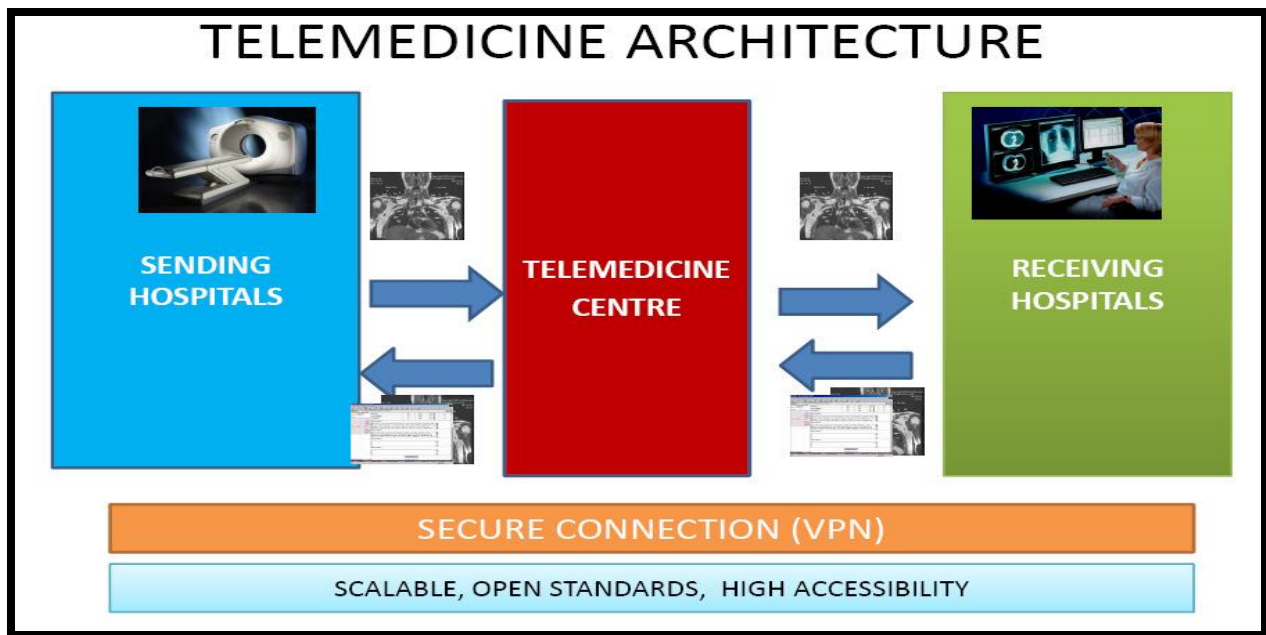 TELEMEDICINE ARCHITECTURE
SENDING
HOSPITALS
TELEMEDICINE
CENTRE
RECEIVING
HOSPITALS
SECURE CONNECTION (VPN)
SCALABLE, OPEN STANDARDS, HIGH ACCESSIBILITY